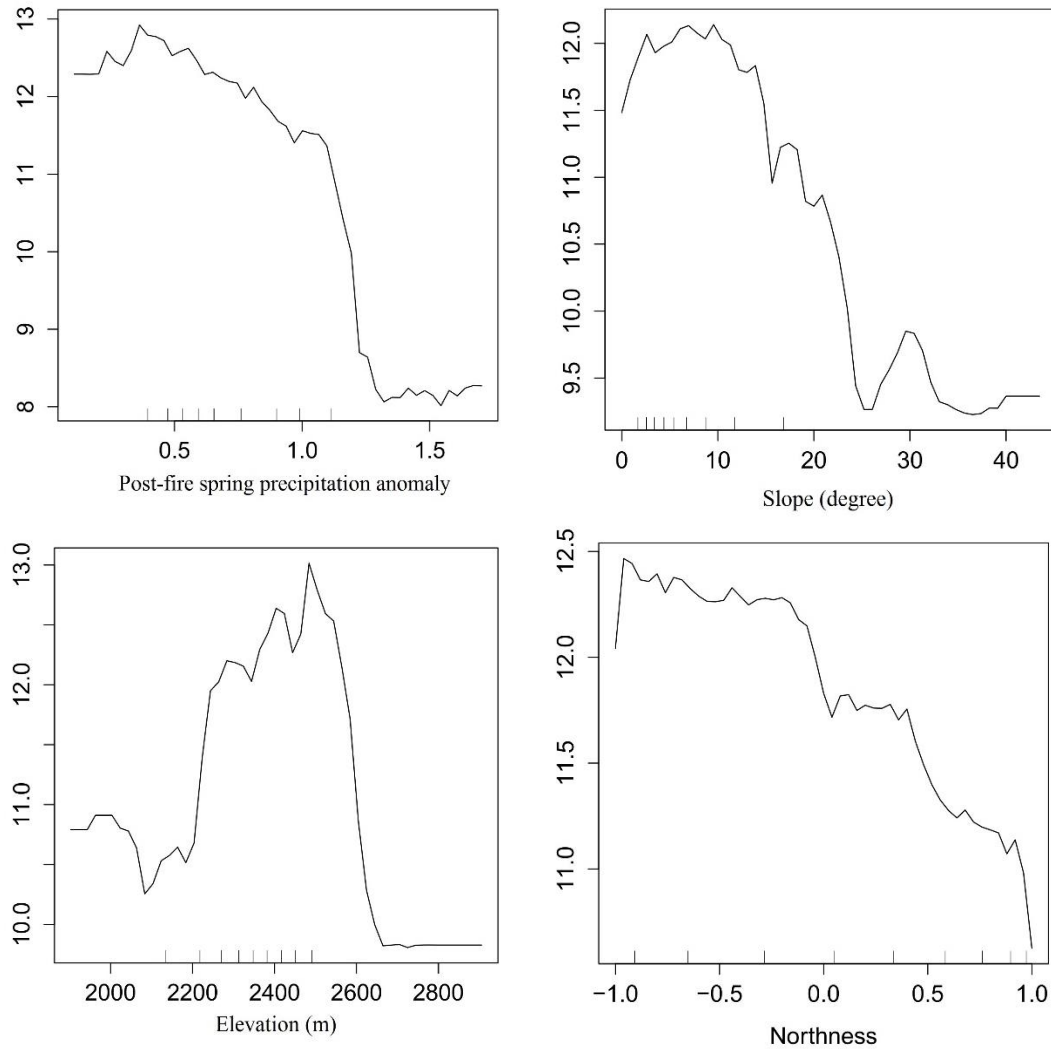 13
12
11
10
9
8
0.5 1.0 1.5
Post-fire spring precipitation anomaly
12.0
11.5
11.0
10.5
10.0
9.5
0 10 20 30 40
Slope (degree)
13.0
12.0
11.0
10.0
2000 2200 2400 2600 2800
Elevation (m)
12.5
12.0
11.5
11.0
−1.0 −0.5 0.0 0.5 1.0
Northness